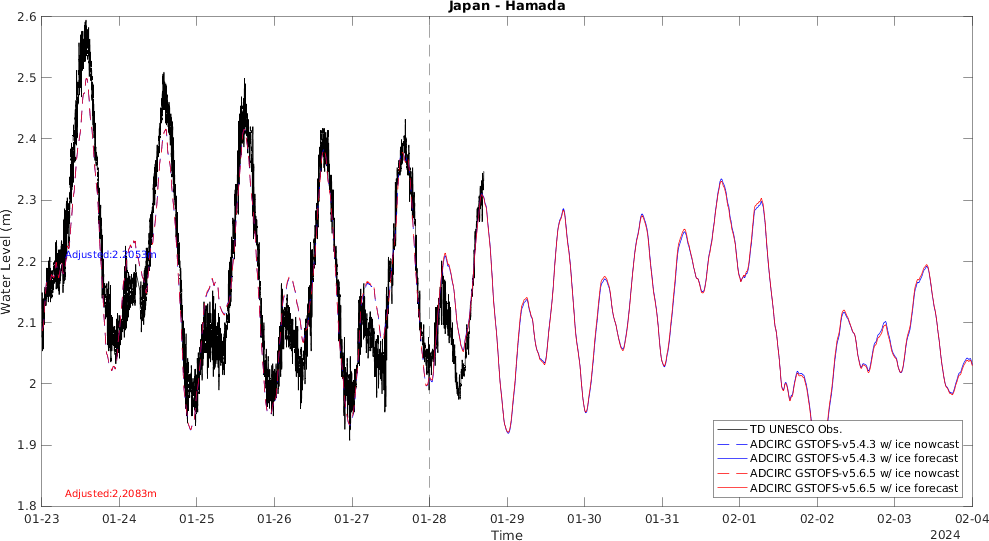 Japan - Hamada
2.6
2.5
2.4
2.3
2.2
2.1
2
1.9
1.8
Water Level (m)
Adjusted:2.2053m
Adjusted:2.2083m
TD UNESCO Obs.
ADCIRC GSTOFS-v5.4.3 w/ ice nowcast
ADCIRC GSTOFS-v5.4.3 w/ ice forecast
ADCIRC GSTOFS-v5.6.5 w/ ice nowcast
ADCIRC GSTOFS-v5.6.5 w/ ice forecast
01-23 01-24 01-25 01-26 01-27 01-28 01-29 01-30 01-31 02-01 02-02 02-03 02-04
Time
2024